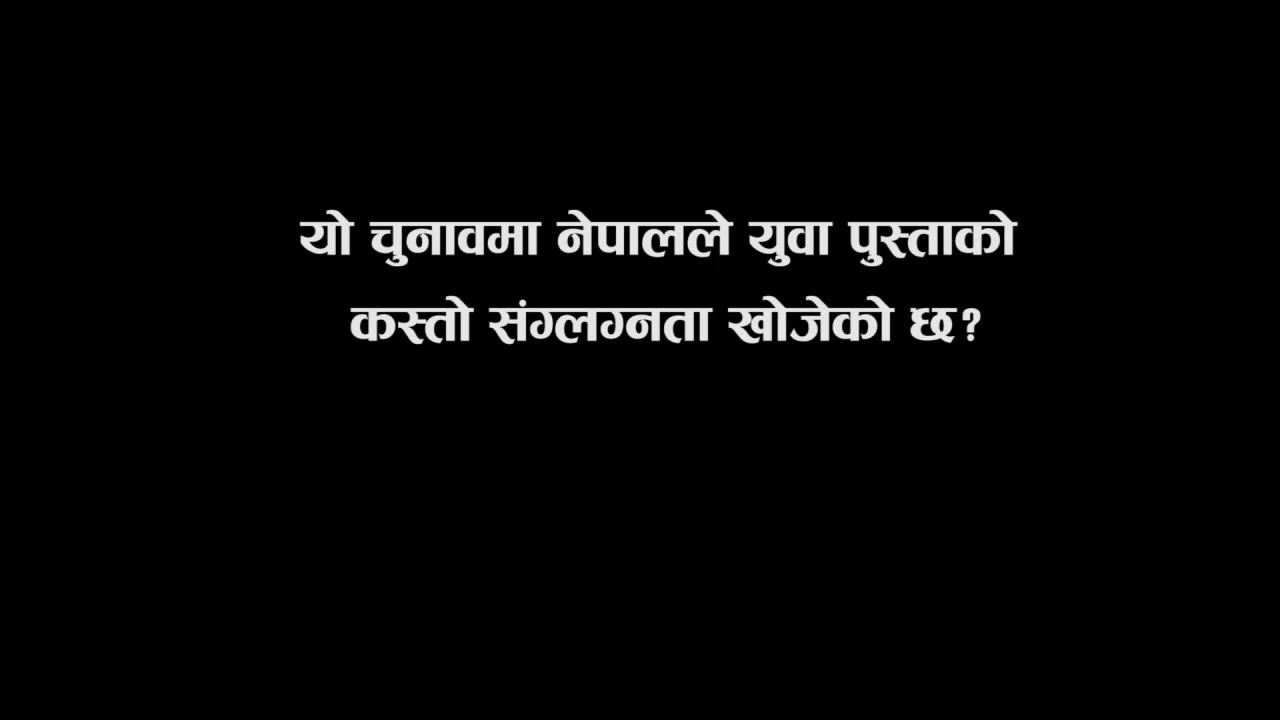 यो चुनावमा नेपालले युवा पुस्ताको
कस्तो संग्लग्नता खोजेको छ?